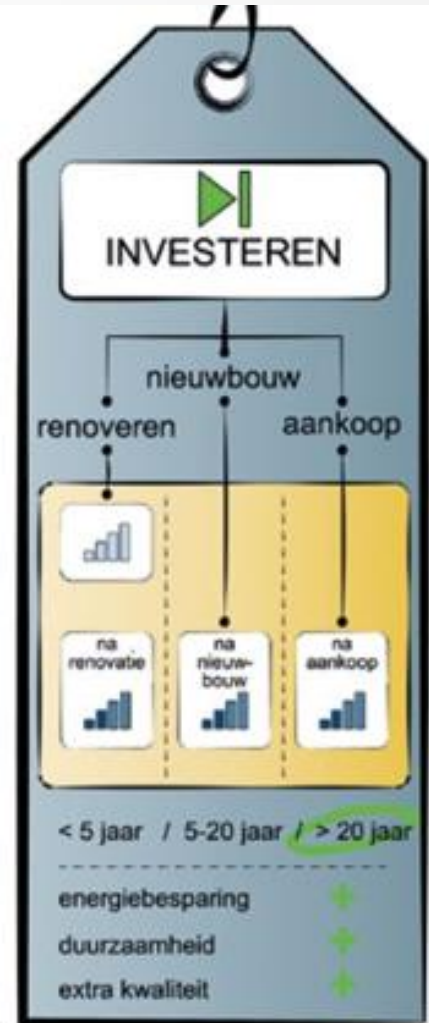 INVESTEREN
nieuwbouw
renoveren
aankoop
na
renovatie
na
nieuw-
bouw
na
aankoop
< 5 jaar / 5-20 jaar / > 20 jaar
energiebesparing +
duurzaamheid +
extra kwaliteit +